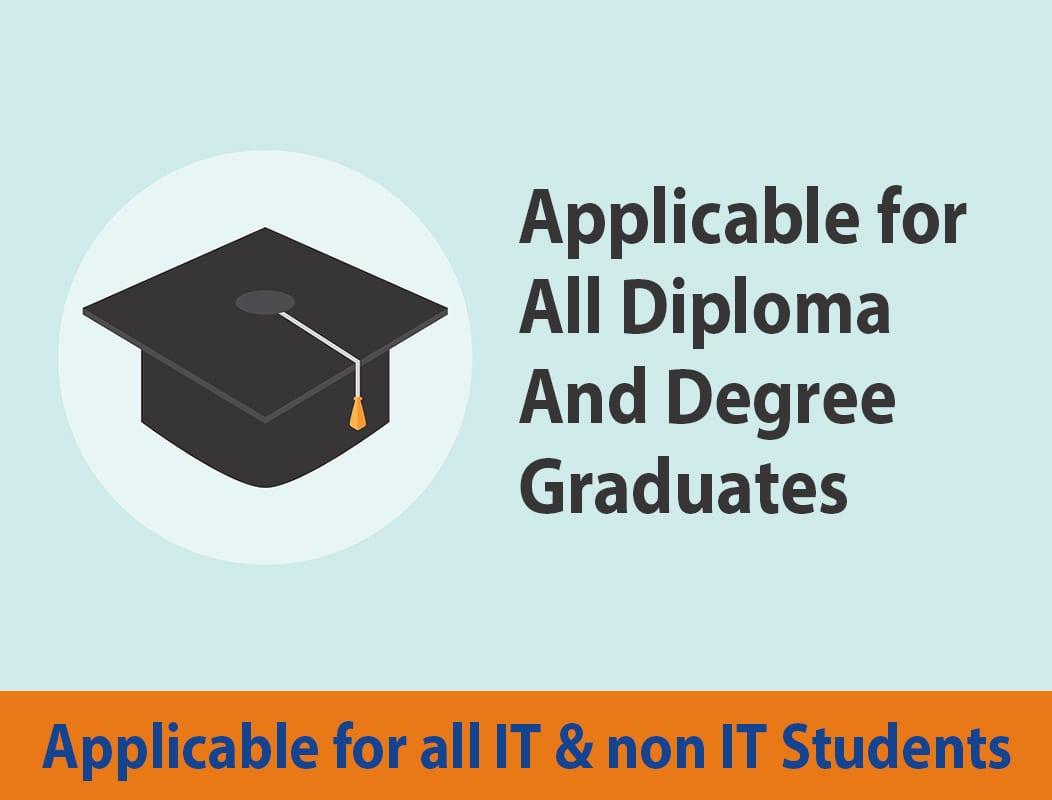 Applicable for
All Diploma
And Degree
Graduates
Applicable for all IT & non IT Students